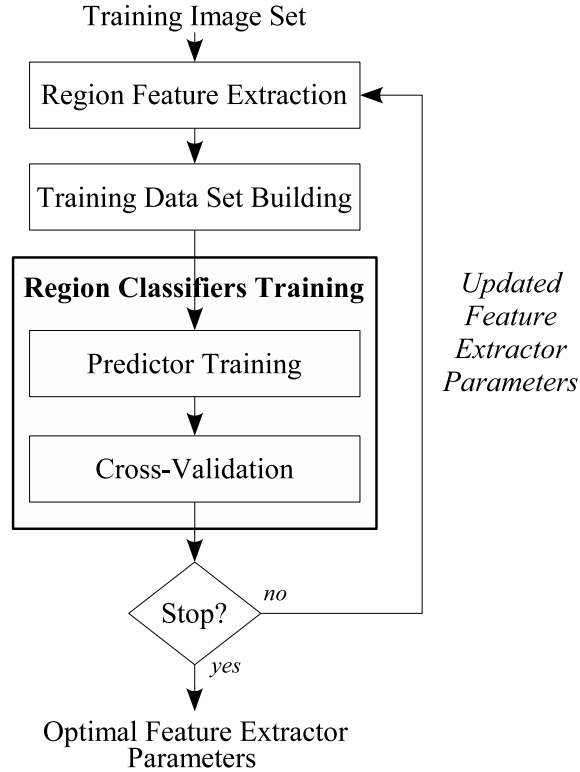 Training Image Set
Region Feature Extraction
Training Data Set Building
Region Classifiers Training
Predictor Training
Cross-Validation
Stop?
no
yes
Updated
Feature
Extractor
Parameters
Optimal Feature Extractor
Parameters